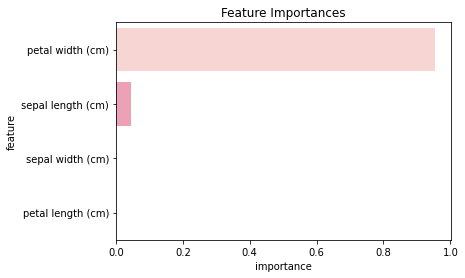 Feature Importances
petal width (cm)
sepal length (cm)
sepal width (cm)
petal length (cm)
feature
0.0 0.2 0.4 0.6 0.8 1.0
importance